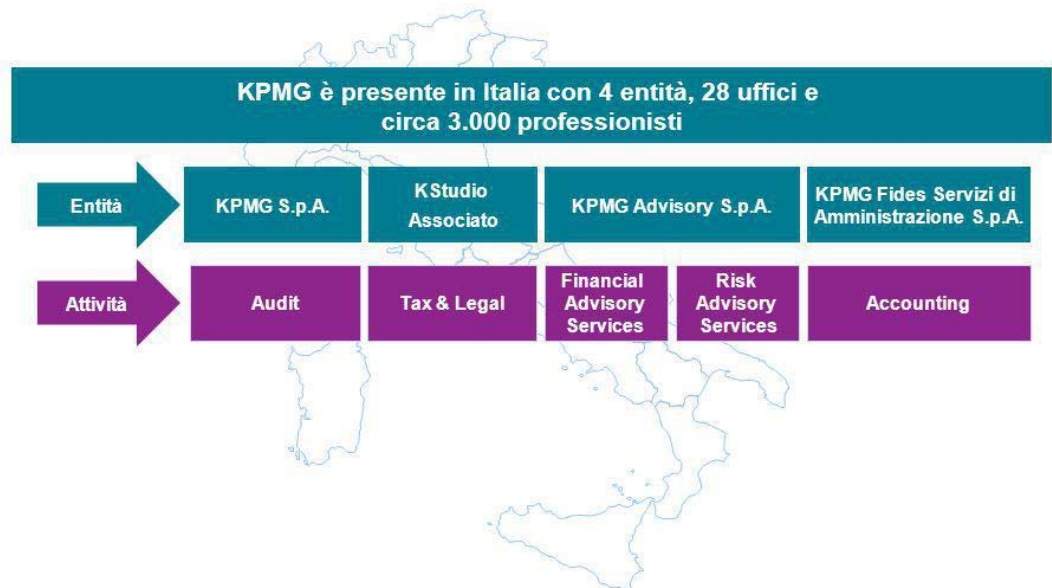 KPMG è presente in Italia con 4 entità, 28 uffici e
circa 3.000 professionisti
Entità
KPMG S.p.A.
KStudio
Associato
KPMG Advisory S.p.A.
KPMG Fides Servizi di
Amministrazione S.p.A.
Attività
Audit
Tax & Legal
Financial
Advisory
Services
Risk
Advisory
Services
Accounting